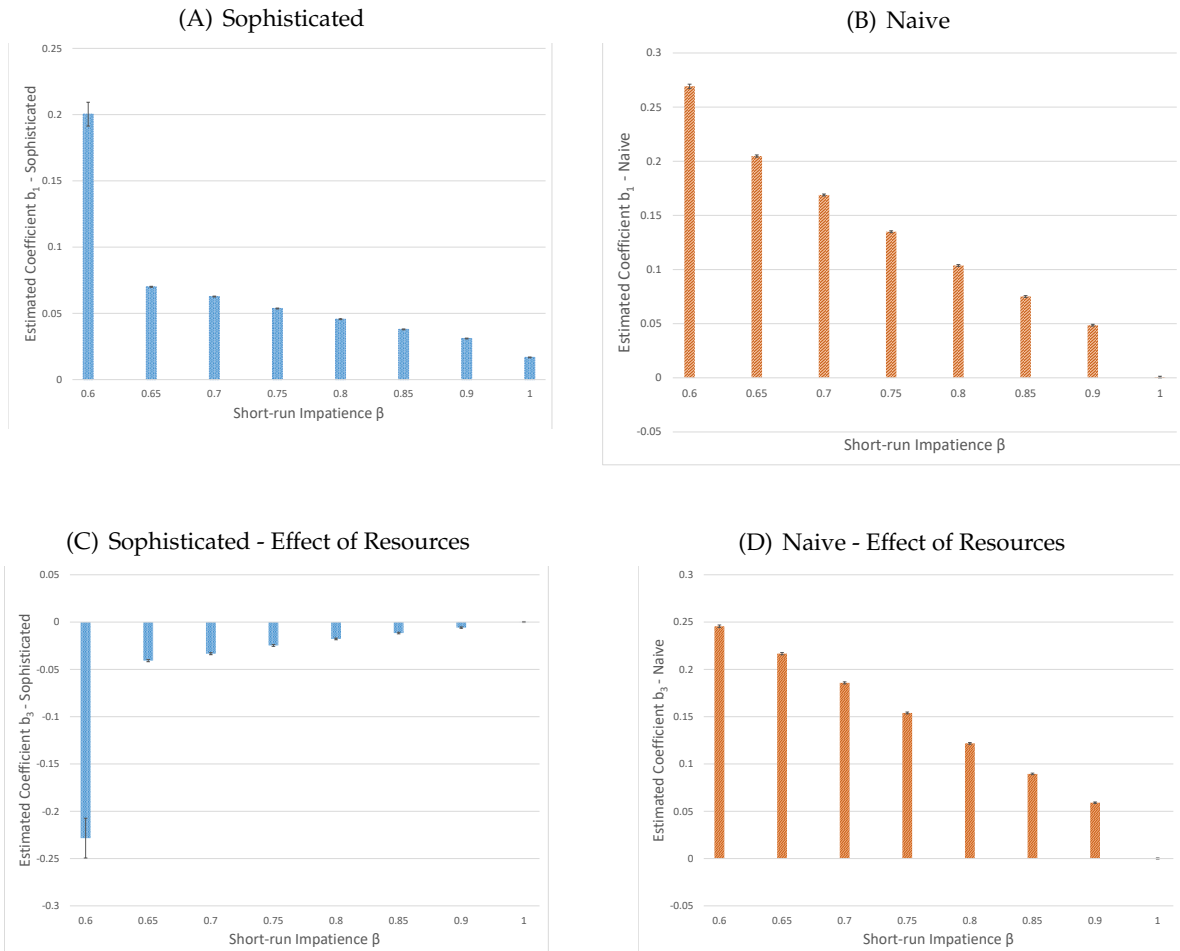 (A) Sophisticated
Estimated Coefficient b₁ - Sophisticated
0.25
0.2
0.15
0.1
0.05
0
0.6 0.65 0.7 0.75 0.8 0.85 0.9 1
Short-run Impatience β
(B) Naive
Estimated Coefficient b₁ - Naive
0.3
0.25
0.2
0.15
0.1
0.05
0
-0.05
0.6 0.65 0.7 0.75 0.8 0.85 0.9 1
Short-run Impatience β
(C) Sophisticated - Effect of Resources
Estimated Coefficient b₃ - Sophisticated
0.05
0
-0.05
-0.1
-0.15
-0.2
-0.25
-0.3
0.6 0.65 0.7 0.75 0.8 0.85 0.9 1
Short-run Impatience β
(D) Naive - Effect of Resources
Estimated Coefficient b₃ - Naive
0.3
0.25
0.2
0.15
0.1
0.05
0
-0.05
0.6 0.65 0.7 0.75 0.8 0.85 0.9 1
Short-run Impatience β